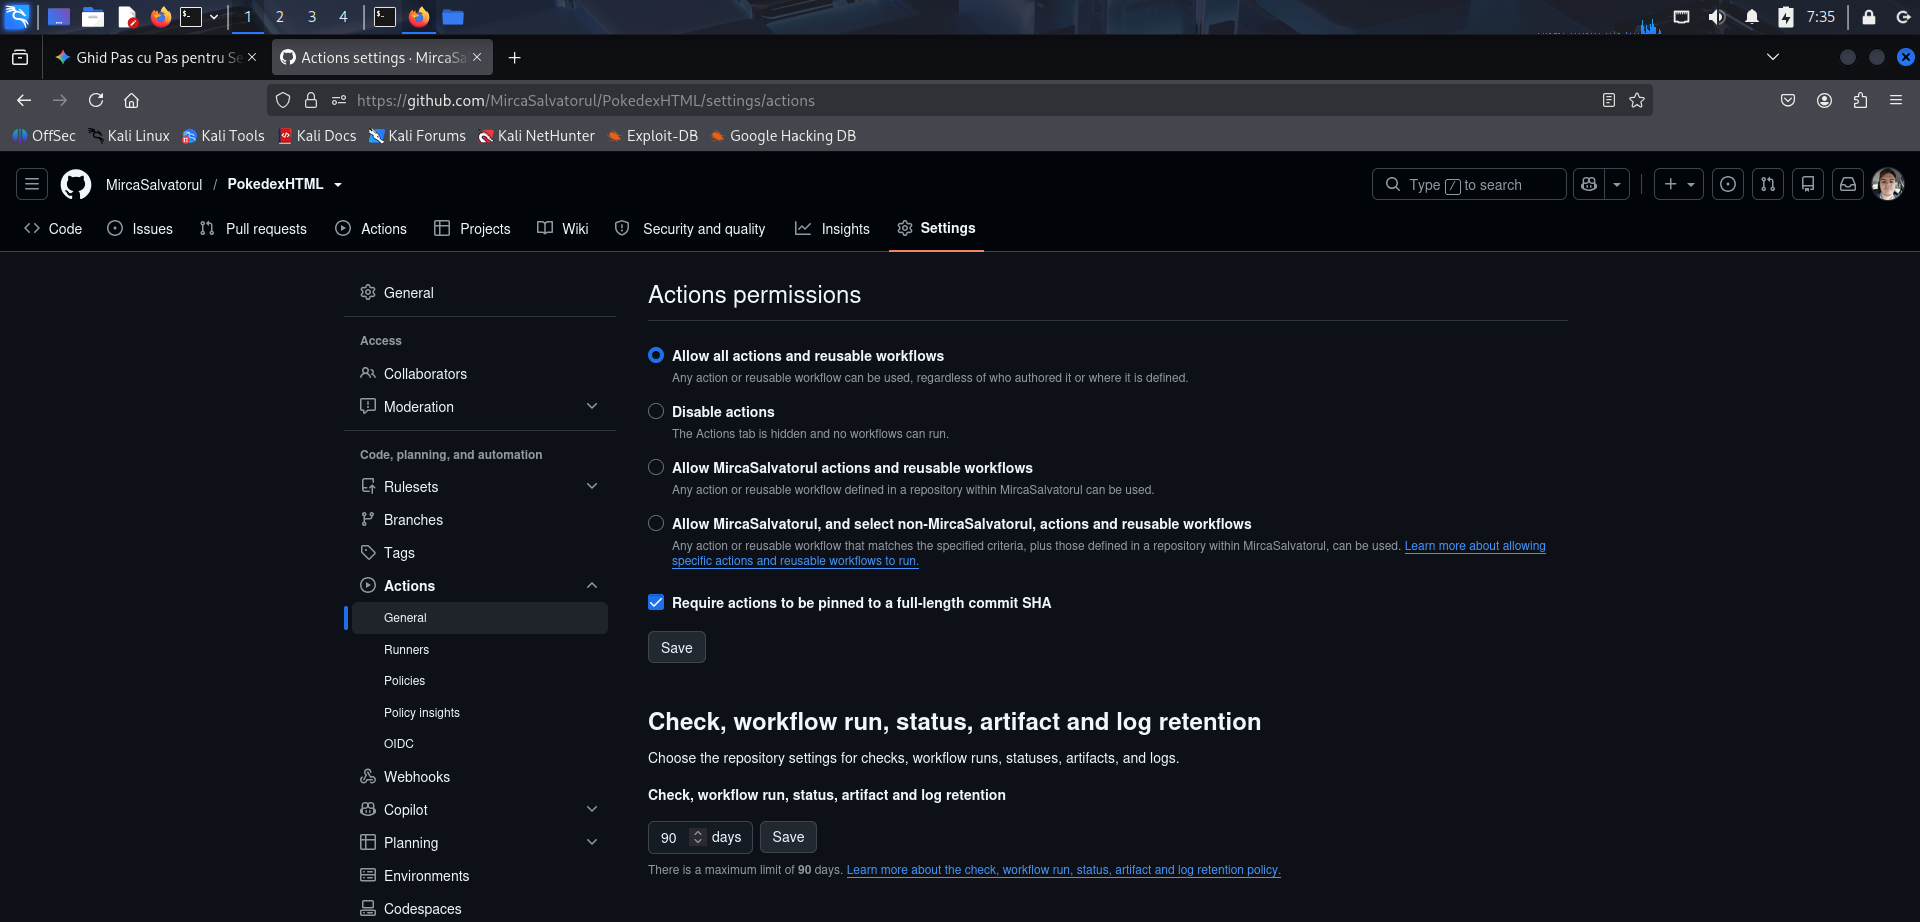 1 2 3 4 7:35
Ghid Pas cu Pas pentru Se
Actions settings · MircaSa
https://github.com/MircaSalvatorul/PokedexHTML/settings/actions
OffSec Kali Linux Kali Tools Kali Docs Kali Forums Kali NetHunter Exploit-DB Google Hacking DB
MircaSalvatorul / PokedexHTML Type / to search
Code Issues Pull requests Actions Projects Wiki Security and quality Insights Settings
General
Access
Collaborators
Moderation
Code, planning, and automation
Rulesets
Branches
Tags
Actions
General
Runners
Policies
Policy insights
OIDC
Webhooks
Copilot
Planning
Environments
Codespaces
Actions permissions
Allow all actions and reusable workflows
Any action or reusable workflow can be used, regardless of who authored it or where it is defined.
Disable actions
The Actions tab is hidden and no workflows can run.
Allow MircaSalvatorul actions and reusable workflows
Any action or reusable workflow defined in a repository within MircaSalvatorul can be used.
Allow MircaSalvatorul, and select non-MircaSalvatorul, actions and reusable workflows
Any action or reusable workflow that matches the specified criteria, plus those defined in a repository within MircaSalvatorul, can be used. Learn more about allowing
specific actions and reusable workflows to run.
Require actions to be pinned to a full-length commit SHA
Save
Check, workflow run, status, artifact and log retention
Choose the repository settings for checks, workflow runs, statuses, artifacts, and logs.
Check, workflow run, status, artifact and log retention
90 days Save
There is a maximum limit of 90 days. Learn more about the check, workflow run, status, artifact and log retention policy.